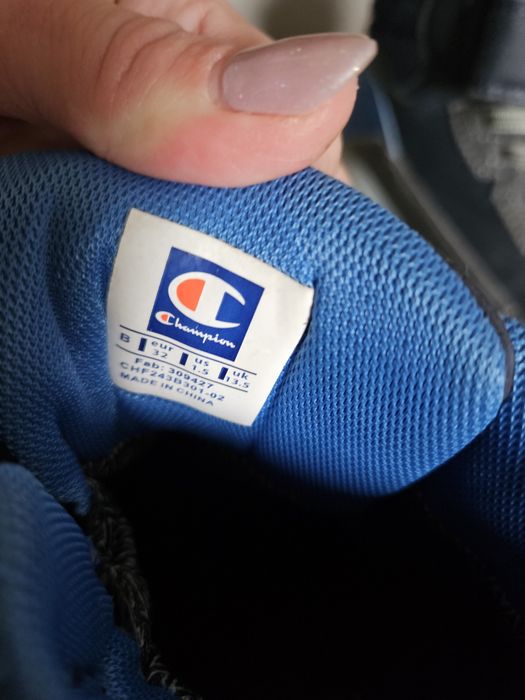 Champion
B eur us uk
32 1.5 13.5
Fab: 309427
CHF243B301-02
MADE IN CHINA